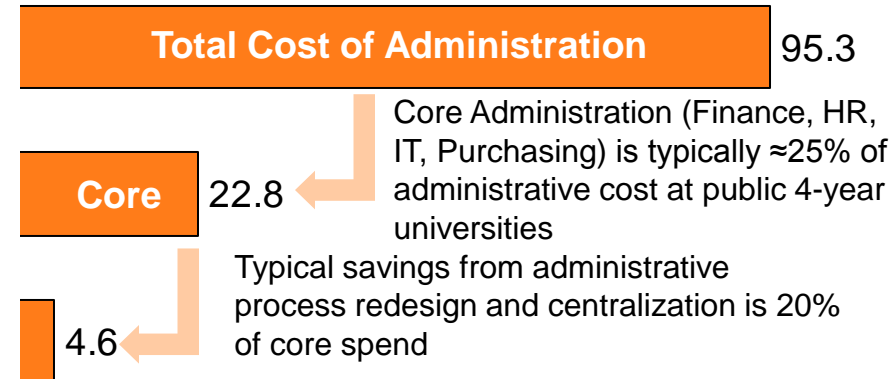 Total Cost of Administration 95.3
Core Administration (Finance, HR,
IT, Purchasing) is typically ≈25% of
administrative cost at public 4-year
universities
Core 22.8
Typical savings from administrative
process redesign and centralization is 20%
of core spend
4.6